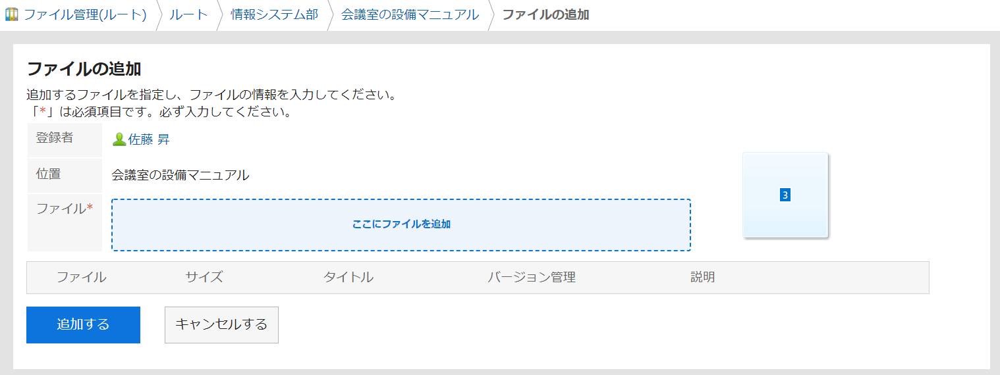 ファイル管理(ルート) ルート 情報システム部 会議室の設備マニュアル ファイルの追加
ファイルの追加
追加するファイルを指定し、ファイルの情報を入力してください。
「*」は必須項目です。必ず入力してください。
登録者 佐藤 昇
位置 会議室の設備マニュアル
ファイル* ここにファイルを追加
3
ファイル サイズ タイトル バージョン管理 説明
追加する キャンセルする